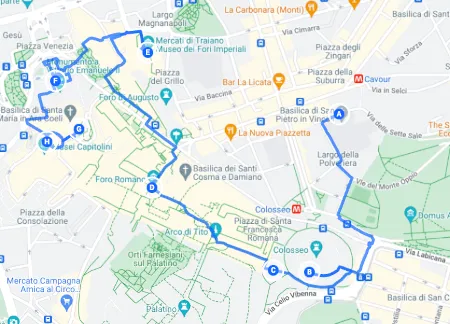 Gesù
Piazza Venezia
Largo
Magnanapoli
La Carbonara (Monti)
Via Cimarra
Basilica di San
Mercati di Traiano
Museo dei Fori Imperiali
E
Piazza degli
Zingari
Via Sforza
Monumento a
Emanuele II
F
Piazza
del Grillo
Bar La Licata
Piazza della
Suburra
Cavour
Via in Selci
Foro di Augusto
Via Baccina
Basilica di Santa
Maria in Ara Coeli
G
H
Musei Capitolini
La Nuova Piazzetta
Basilica di San
Pietro in Vinc
A
Via delle Sette Sale
The S
Ec
Basilica dei Santi
Cosma e Damiano
Largo della
Polveriera
Foro Romano
D
Via del Monte Oppio
Piazza della
Consolazione
Colosseo
Domus A
Arco di Tito
Piazza di Santa
Francesca
Romana
Colosseo
Via Labicana
Orti Farnesiani
sul Palatino
C
B
Mercato Campagna
Amica al Circo
Palatino
Via Celio Vibenna
Basilica di San C